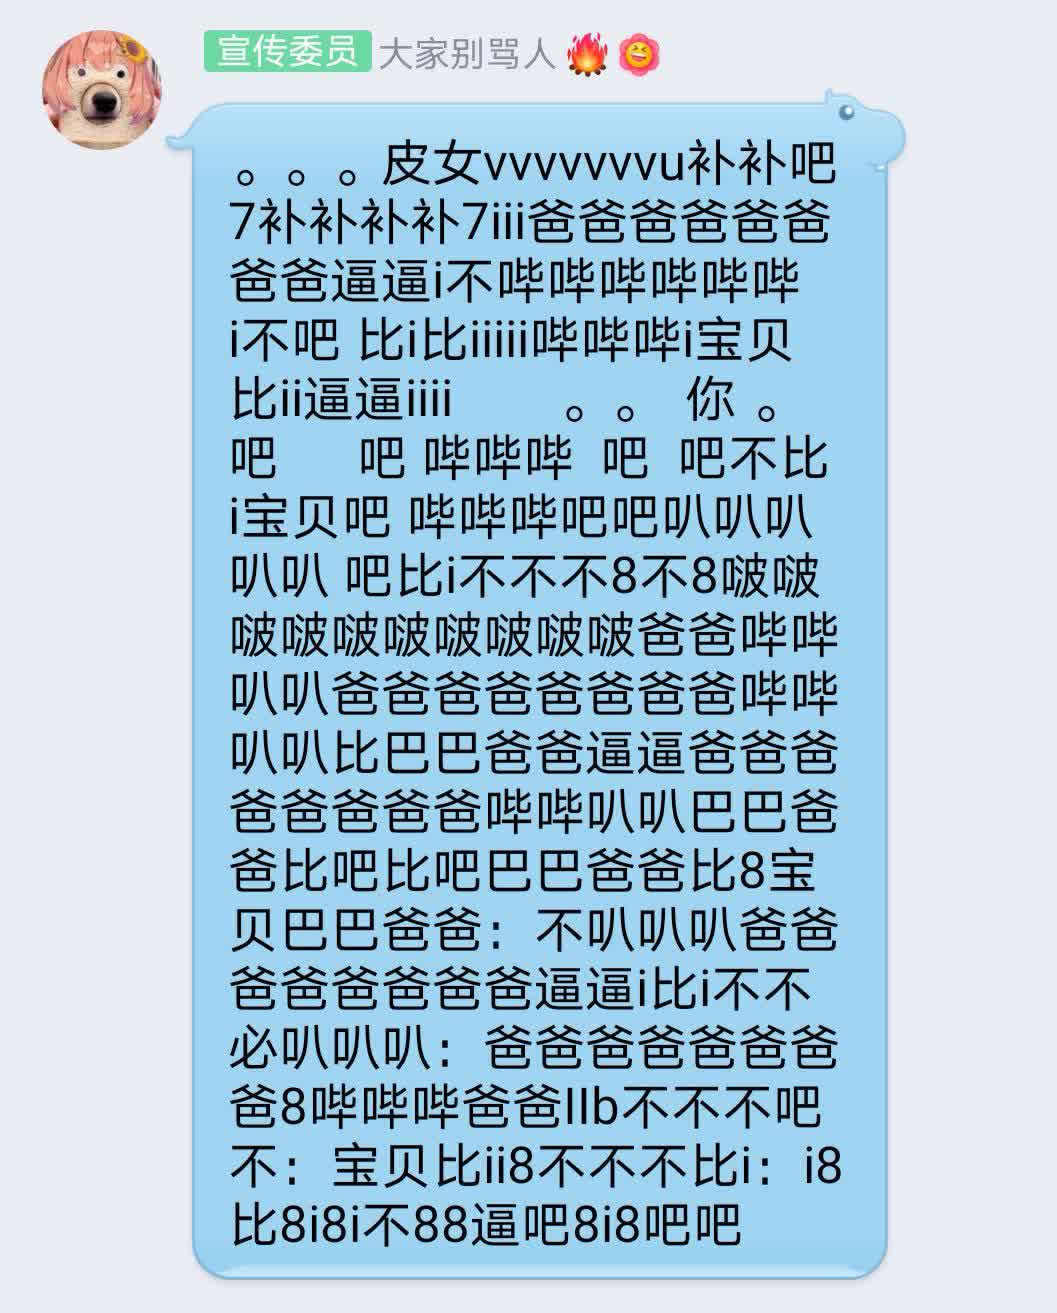 宣传委员 大家别骂人🔥
。。。皮女vvvvvvvu补补吧
7补补补补7iii爸爸爸爸爸爸
爸爸逼逼i不哔哔哔哔哔哔
i不吧 比i比iiiii哔哔哔i宝贝
比ii逼逼iiii 。。 你 。
吧 吧 哔哔哔 吧 吧不比
i宝贝吧 哔哔哔吧吧叭叭叭
叭叭 吧比i不不不8不8啵啵
啵啵啵啵啵啵啵啵爸爸哔哔
叭叭爸爸爸爸爸爸爸爸哔哔
叭叭比巴巴爸爸逼逼爸爸爸
爸爸爸爸爸哔哔叭叭巴巴爸
爸比吧比吧巴巴爸爸比8宝
贝巴巴爸爸：不叭叭叭爸爸
爸爸爸爸爸爸逼逼i比i不不
必叭叭叭：爸爸爸爸爸爸爸
爸8哔哔哔爸爸IIb不不不吧
不：宝贝比ii8不不不比i：i8
比8i8i不88逼吧8i8吧吧